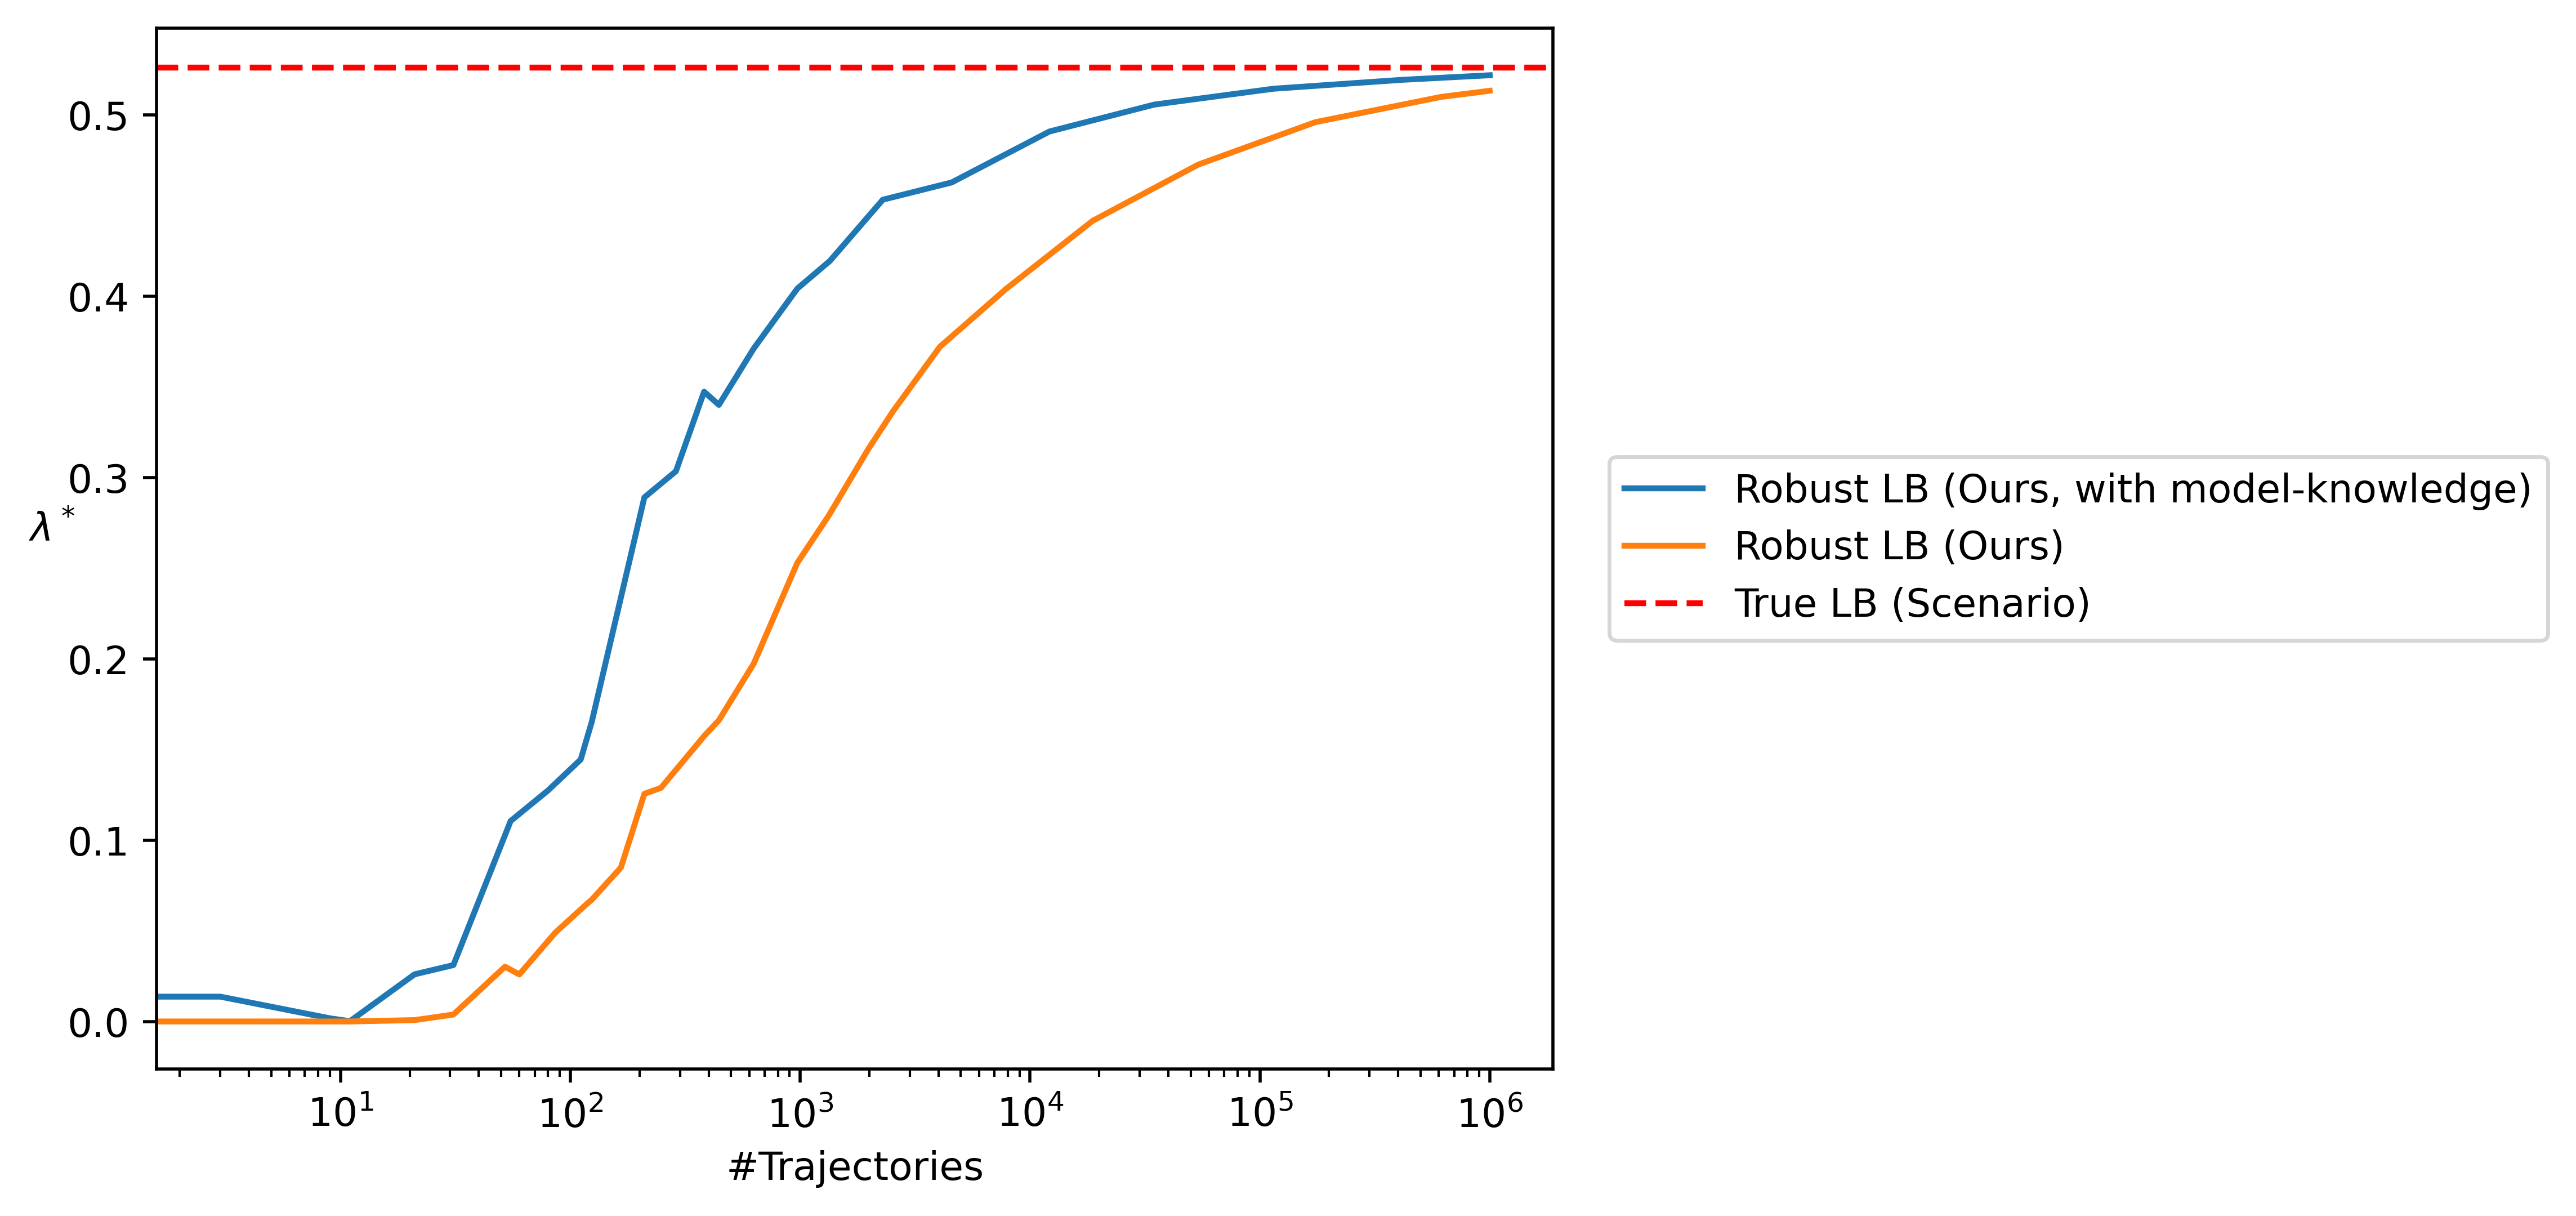 0.5
0.4
0.3
λ*
0.2
0.1
0.0
10¹ 10² 10³ 10⁴ 10⁵ 10⁶
#Trajectories
Robust LB (Ours, with model-knowledge)
Robust LB (Ours)
True LB (Scenario)